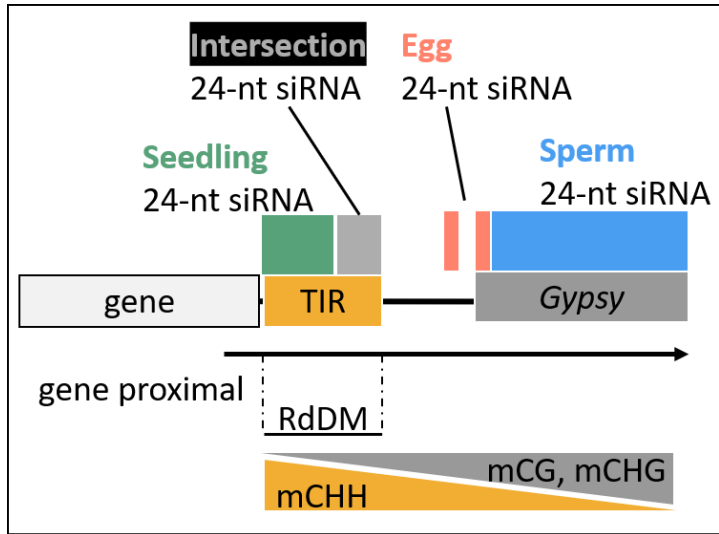 Intersection
24-nt siRNA
Egg
24-nt siRNA
Seedling
24-nt siRNA
Sperm
24-nt siRNA
gene
TIR
Gypsy
gene proximal
RdDM
mCG, mCHG
mCHH